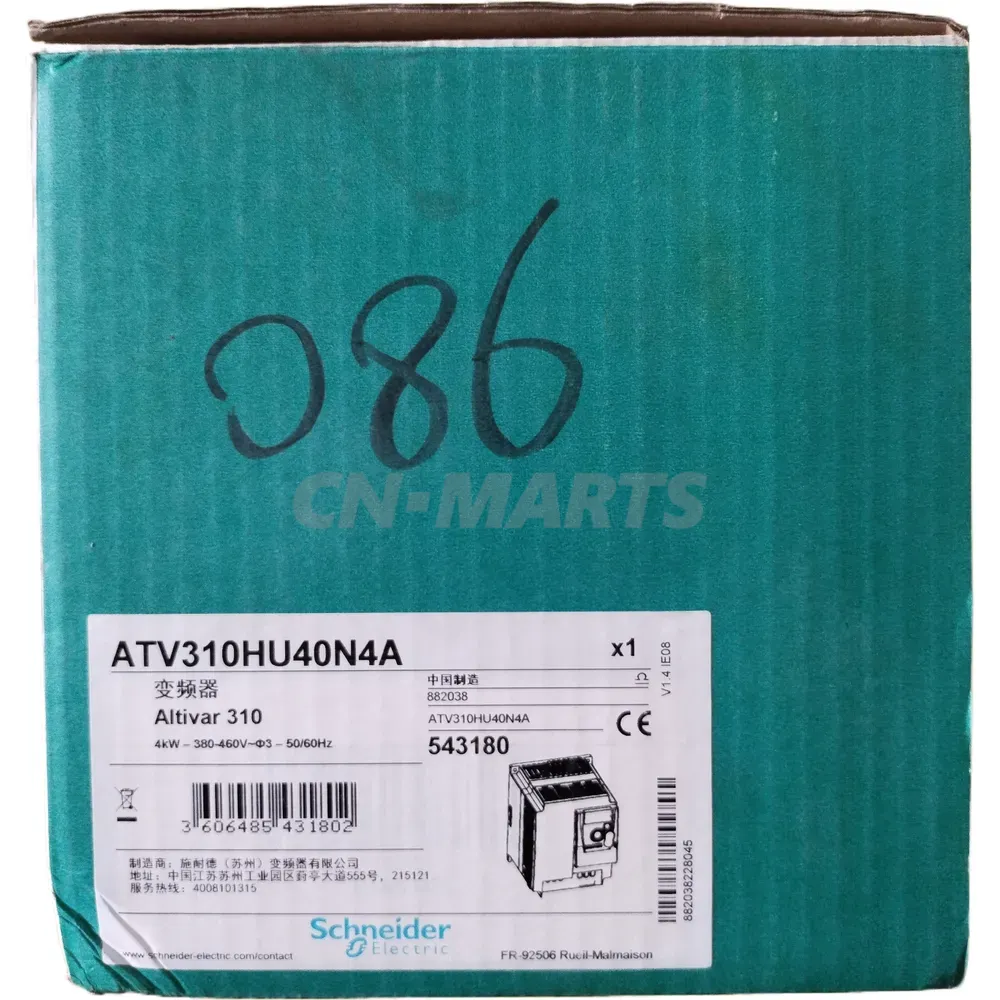 086
CN-MARTS
ATV310HU40N4A
x1
变频器
Altivar 310
4kW – 380-460V~Φ3 – 50/60Hz
中国制造
882038
ATV310HU40N4A
543180
V1.4 IE08
CE
3 606485 431802
制造商: 施耐德（苏州）变频器有限公司
地址: 中国江苏苏州工业园区葑亭大道555号, 215121
服务热线: 4008101315
882038228045
Schneider
Electric
www.schneider-electric.com/contact
FR-92506 Rueil-Malmaison